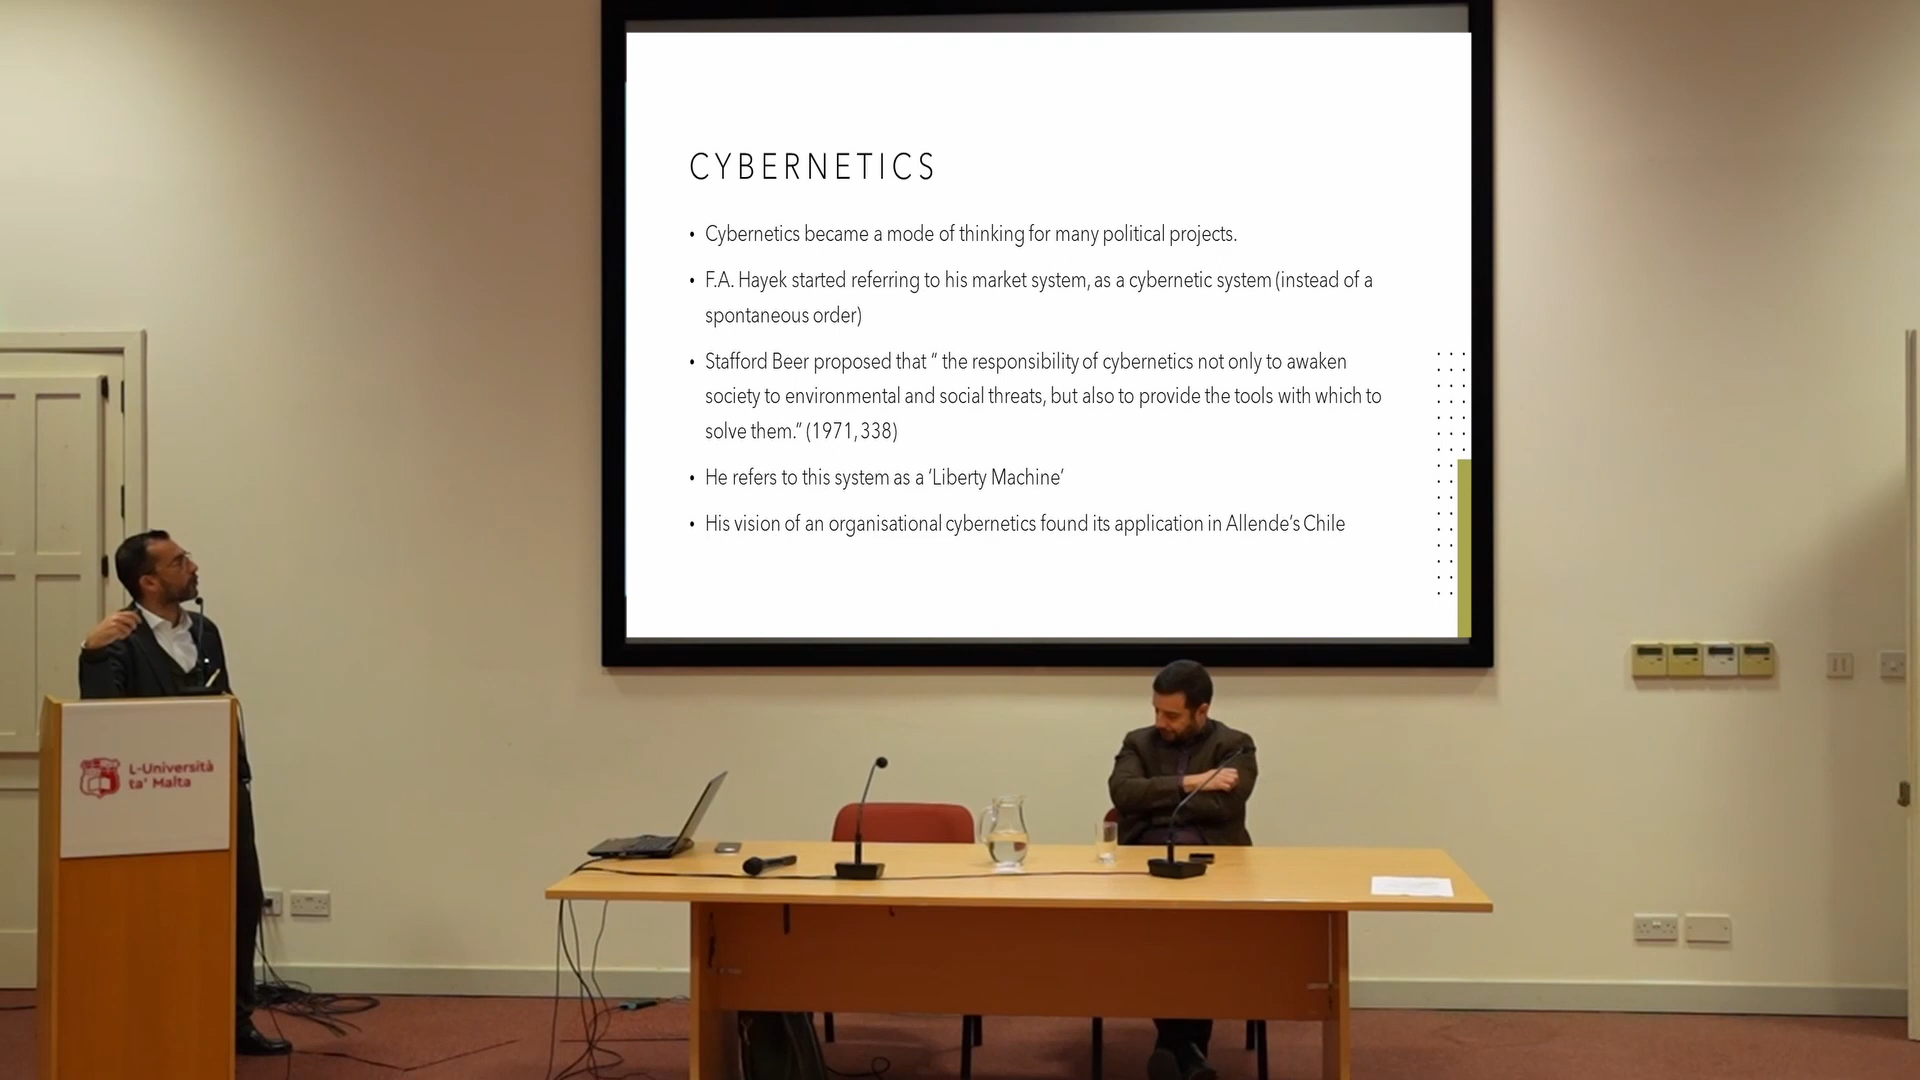 CYBERNETICS
• Cybernetics became a mode of thinking for many political projects.
• F.A. Hayek started referring to his market system, as a cybernetic system (instead of a
spontaneous order)
• Stafford Beer proposed that “ the responsibility of cybernetics not only to awaken
society to environmental and social threats, but also to provide the tools with which to
solve them.” (1971, 338)
• He refers to this system as a ‘Liberty Machine’
• His vision of an organisational cybernetics found its application in Allende’s Chile
L-Università
ta' Malta